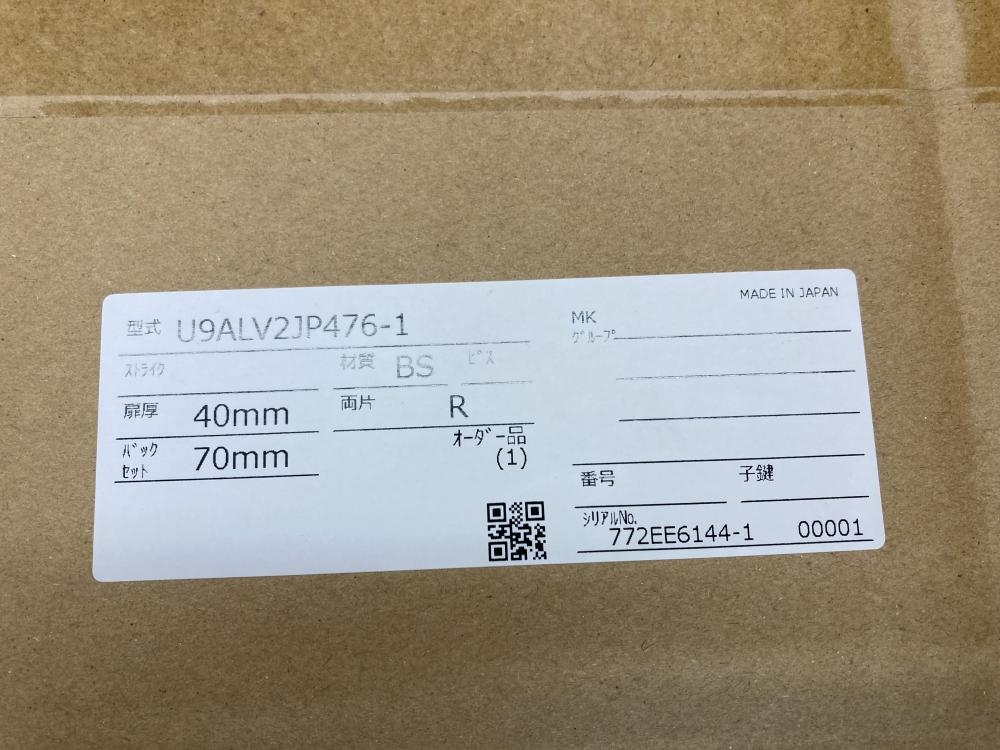 MADE IN JAPAN
型式 U9ALV2JP476-1
ストライク
材質 BS
ビス
扉厚 40mm
両片 R
バックセット 70mm
オーダー品
(1)
MK
グループ
番号
子鍵
シリアルNo.
772EE6144-1 00001